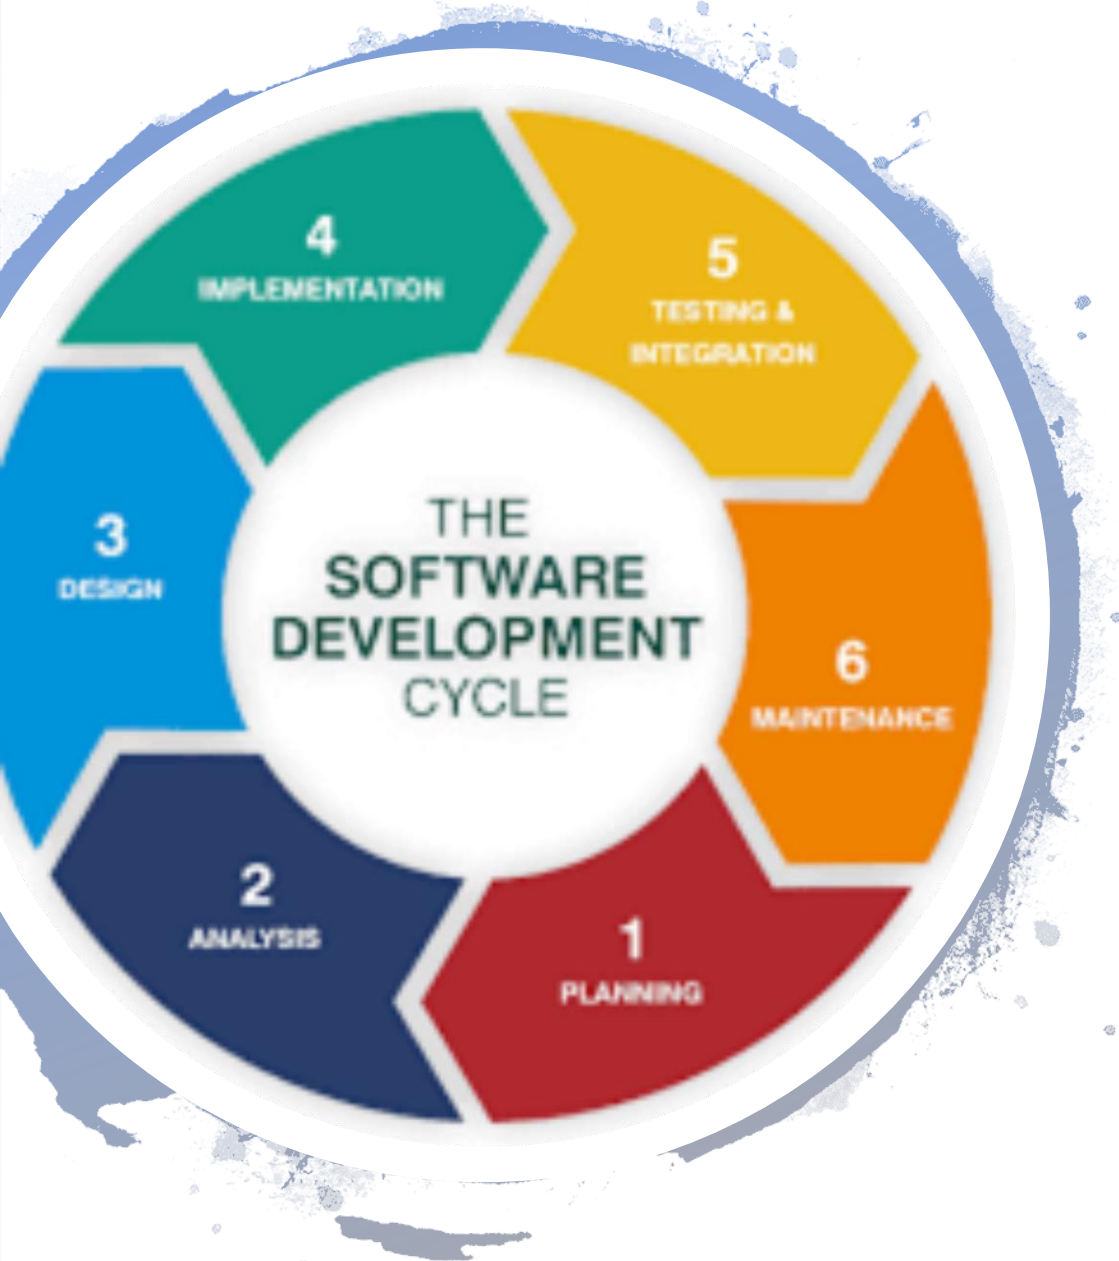 THE
SOFTWARE
DEVELOPMENT
CYCLE
1
PLANNING
2
ANALYSIS
3
DESIGN
4
IMPLEMENTATION
5
TESTING &
INTEGRATION
6
MAINTENANCE